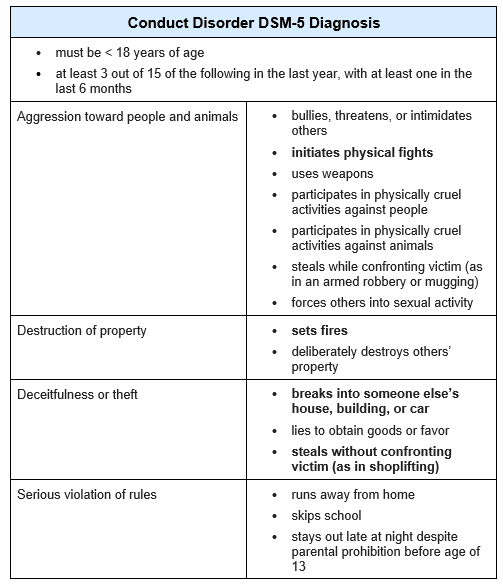 Conduct Disorder DSM-5 Diagnosis
• must be < 18 years of age
• at least 3 out of 15 of the following in the last year, with at least one in the
last 6 months
Aggression toward people and animals
• bullies, threatens, or intimidates
others
• initiates physical fights
• uses weapons
• participates in physically cruel
activities against people
• participates in physically cruel
activities against animals
• steals while confronting victim (as
in an armed robbery or mugging)
• forces others into sexual activity
Destruction of property
• sets fires
• deliberately destroys others’
property
Deceitfulness or theft
• breaks into someone else’s
house, building, or car
• lies to obtain goods or favor
• steals without confronting
victim (as in shoplifting)
Serious violation of rules
• runs away from home
• skips school
• stays out late at night despite
parental prohibition before age of
13